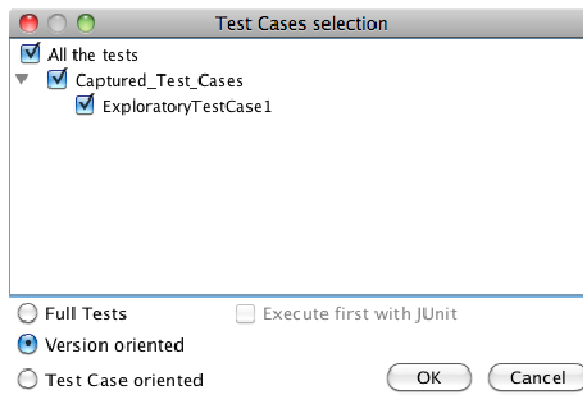 Test Cases selection
All the tests
Captured_Test_Cases
ExploratoryTestCase1
Full Tests Execute first with JUnit
Version oriented
Test Case oriented OK Cancel